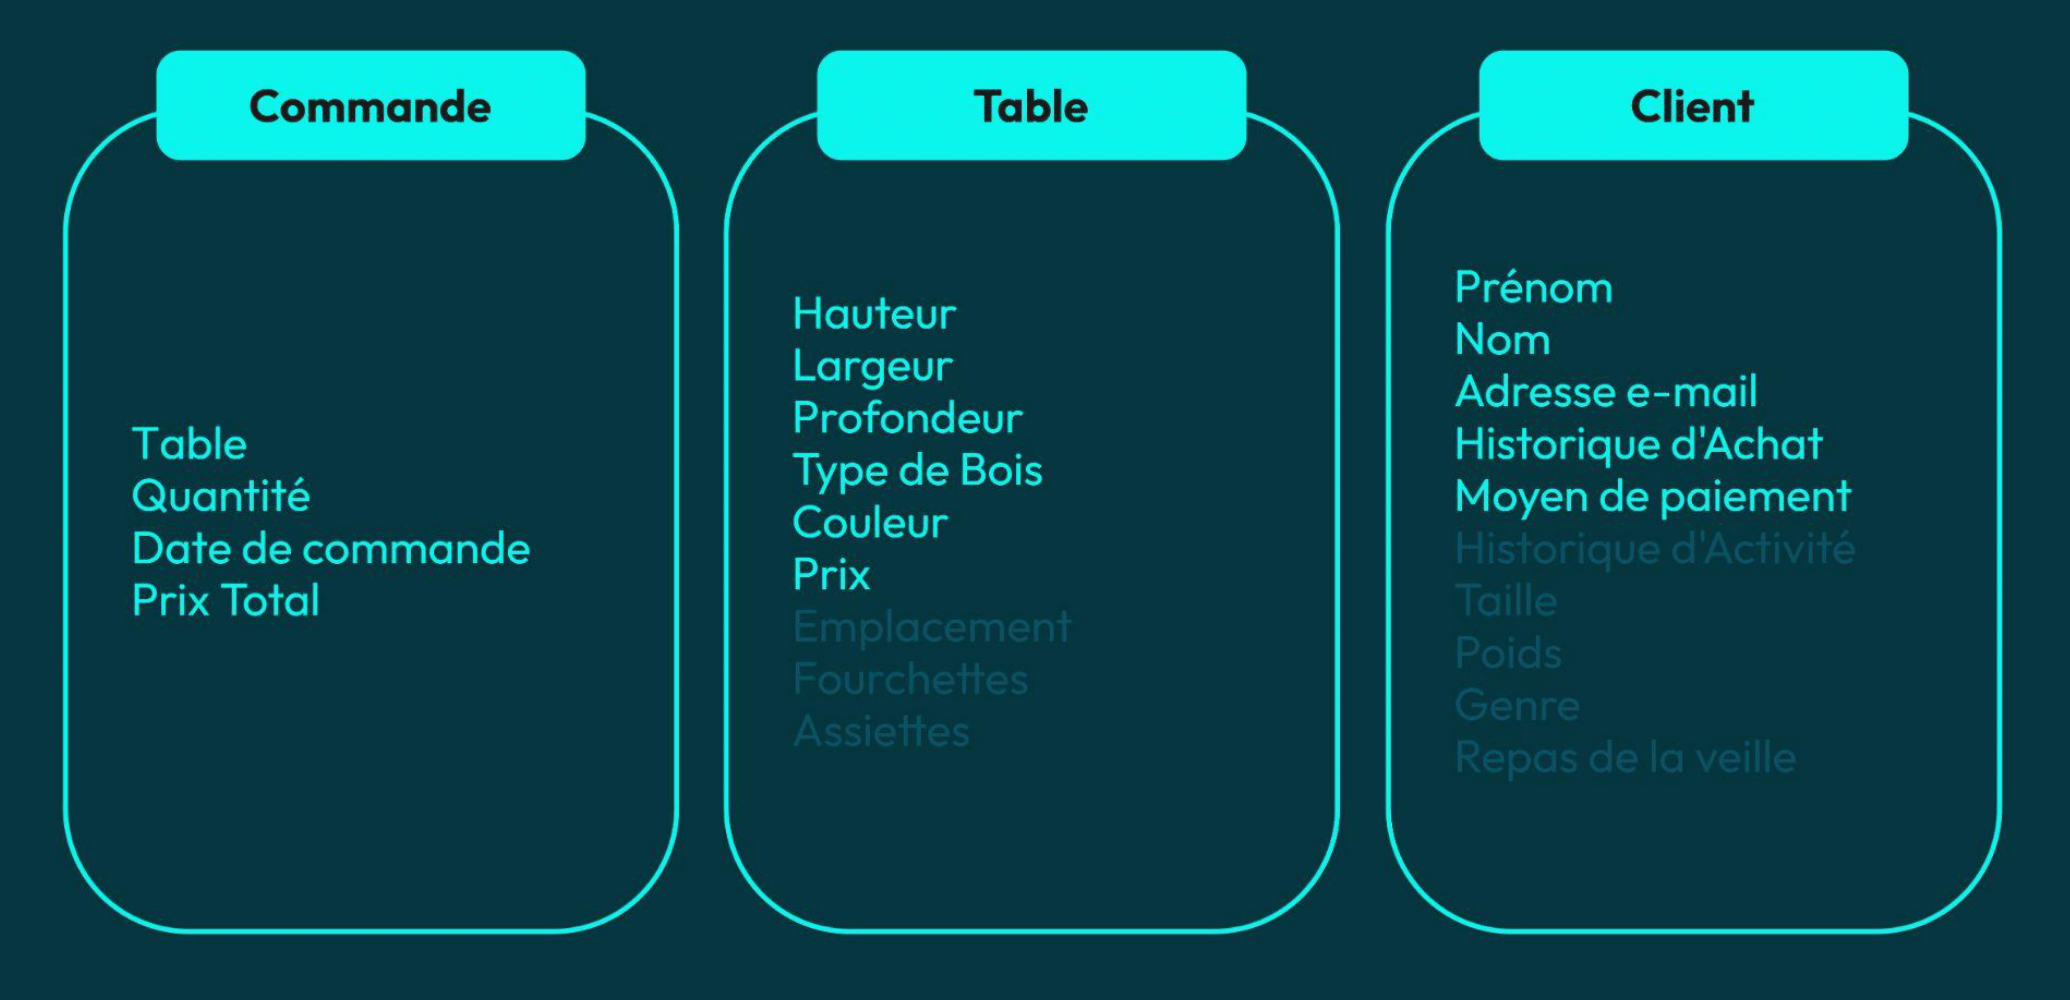 Commande
Table
Quantité
Date de commande
Prix Total
Table
Hauteur
Largeur
Profondeur
Type de Bois
Couleur
Prix
Emplacement
Fourchettes
Assiettes
Client
Prénom
Nom
Adresse e-mail
Historique d'Achat
Moyen de paiement
Historique d'Activité
Taille
Poids
Genre
Repas de la veille